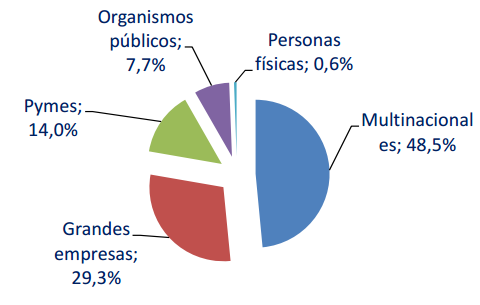 Organismos
públicos;
7,7%
Personas
físicas; 0,6%
Pymes;
14,0%
Multinacional
es; 48,5%
Grandes
empresas;
29,3%